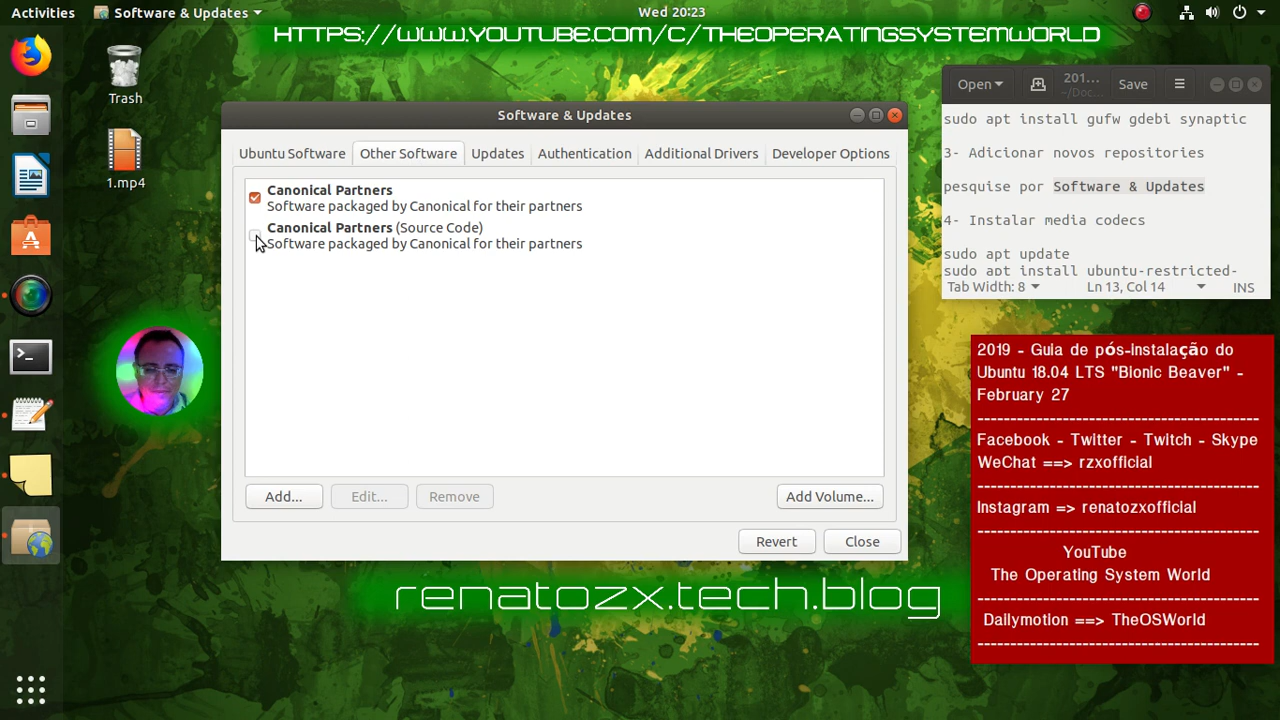 Activities
Software & Updates
Wed 20:23
HTTPS://WWW.YOUTUBE.COM/C/THEOPERATINGSYSTEMWORLD
Trash
1.mp4
Software & Updates
Ubuntu Software
Other Software
Updates
Authentication
Additional Drivers
Developer Options
Canonical Partners
Software packaged by Canonical for their partners
Canonical Partners (Source Code)
Software packaged by Canonical for their partners
Add...
Edit...
Remove
Add Volume...
Revert
Close
renatozx.tech.blog
Open
201...
~/Doc...
Save
sudo apt install gufw gdebi synaptic
3- Adicionar novos repositories
pesquise por Software & Updates
4- Instalar media codecs
sudo apt update
sudo apt install ubuntu-restricted-
Tab Width: 8
Ln 13, Col 14
INS
2019 - Guia de pós-Instalação do
Ubuntu 18.04 LTS "Bionic Beaver" -
February 27
------------------------------------------
Facebook - Twitter - Twitch - Skype
WeChat ==> rzxofficial
------------------------------------------
Instagram => renatozxofficial
------------------------------------------
YouTube
The Operating System World
------------------------------------------
Dailymotion ==> TheOSWorld
------------------------------------------